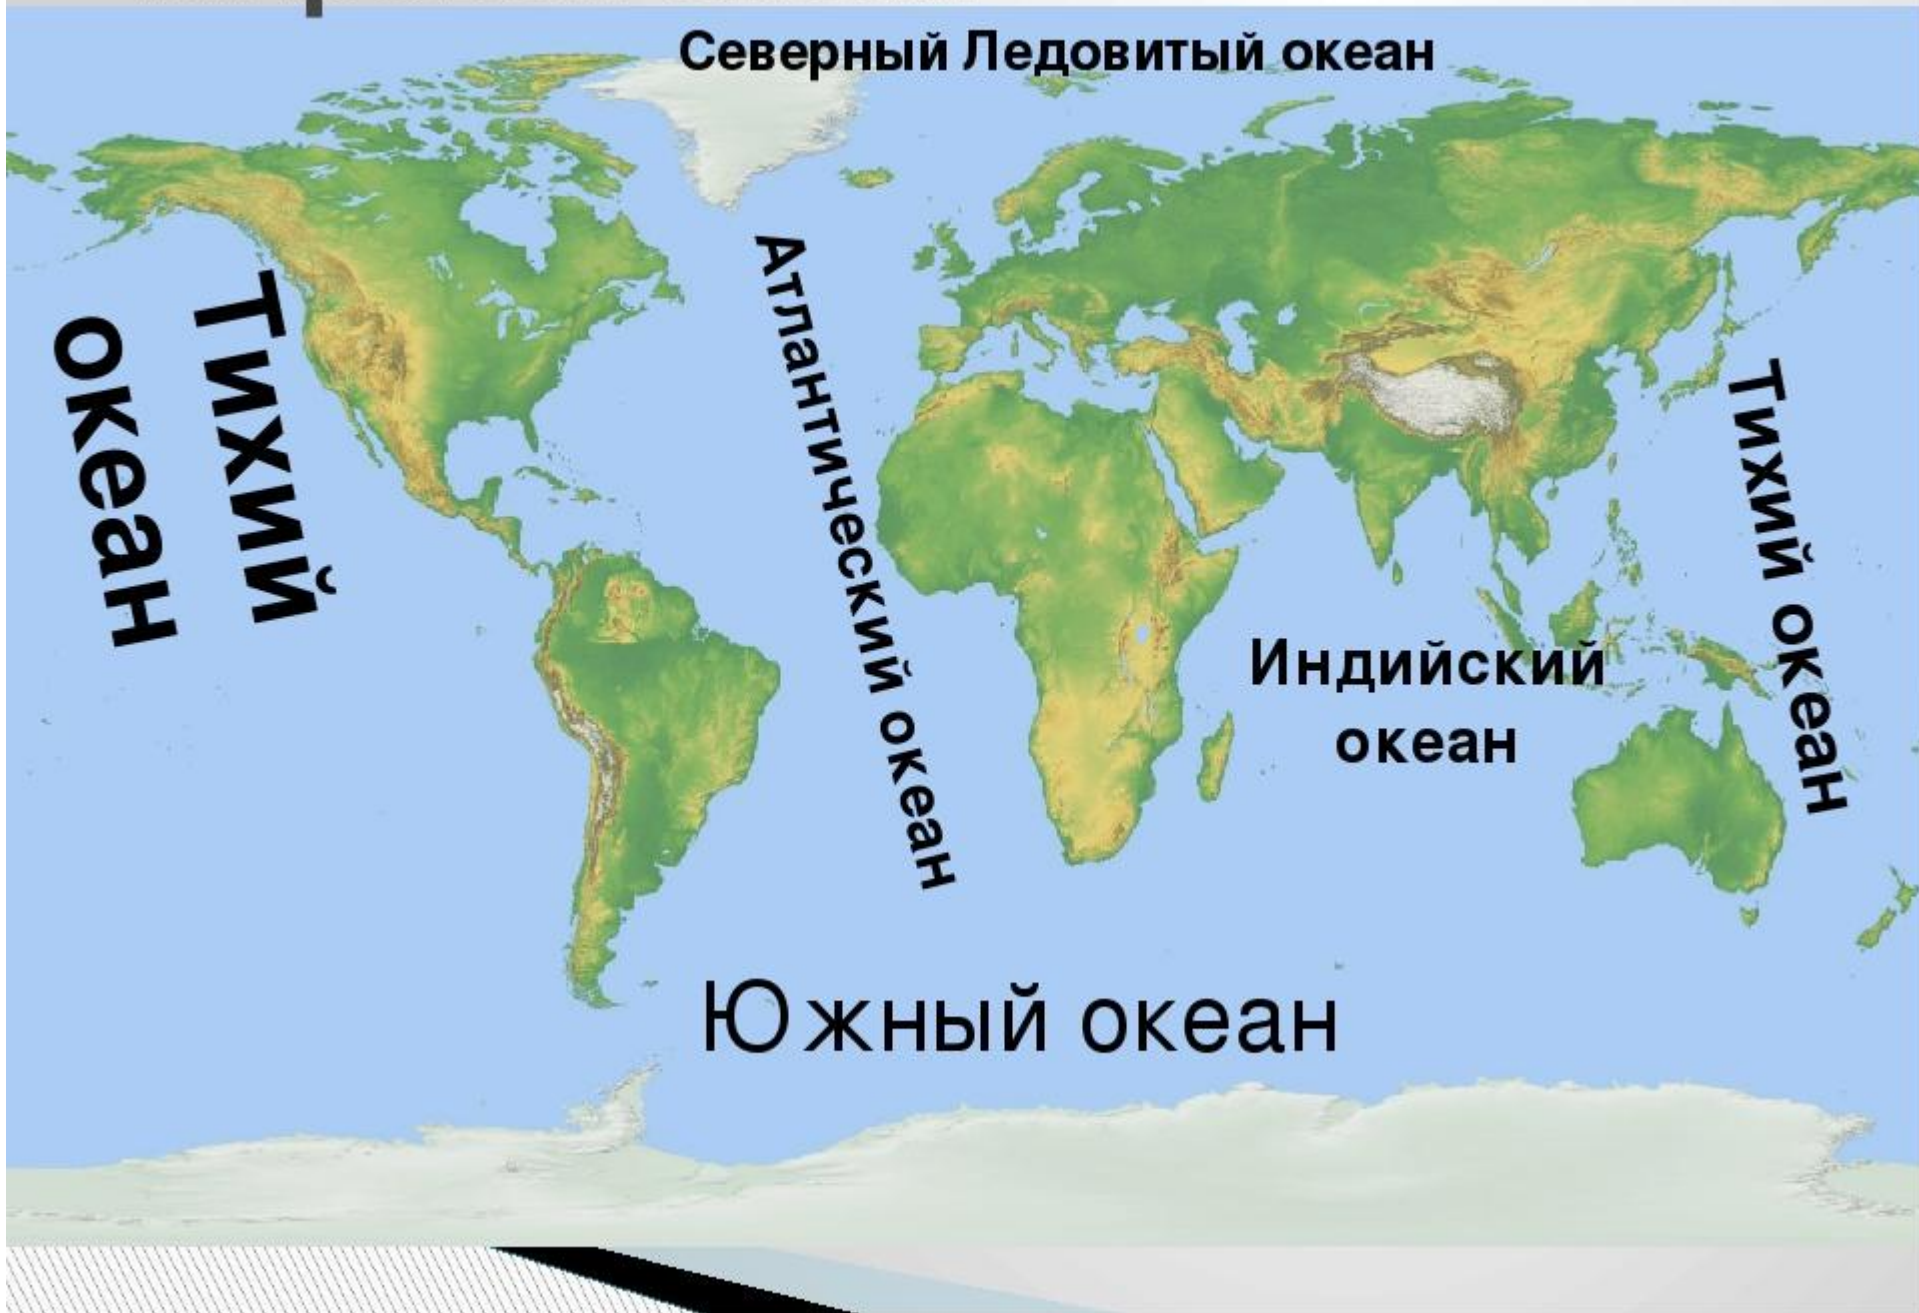 Северный Ледовитый океан
Тихий
океан
Атлантический океан
Индийский
океан
Тихий океан
Южный океан